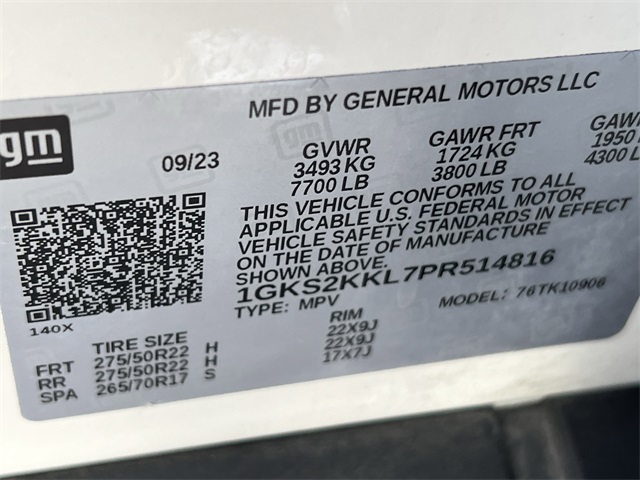 MFD BY GENERAL MOTORS LLC
gm
09/23
GVWR
3493 KG
7700 LB
GAWR FRT
1724 KG
3800 LB
GAW
1950
4300 L
THIS VEHICLE CONFORMS TO ALL
APPLICABLE U.S. FEDERAL MOTOR
VEHICLE SAFETY STANDARDS IN EFFECT
ON THE DATE OF MANUFACTURE
SHOWN ABOVE.
1GKS2KKL7PR514816
TYPE: MPV
MODEL: 76TK10906
140X
TIRE SIZE
RIM
FRT 275/50R22 H 22X9J
RR 275/50R22 H 22X9J
SPA 265/70R17 S 17X7J